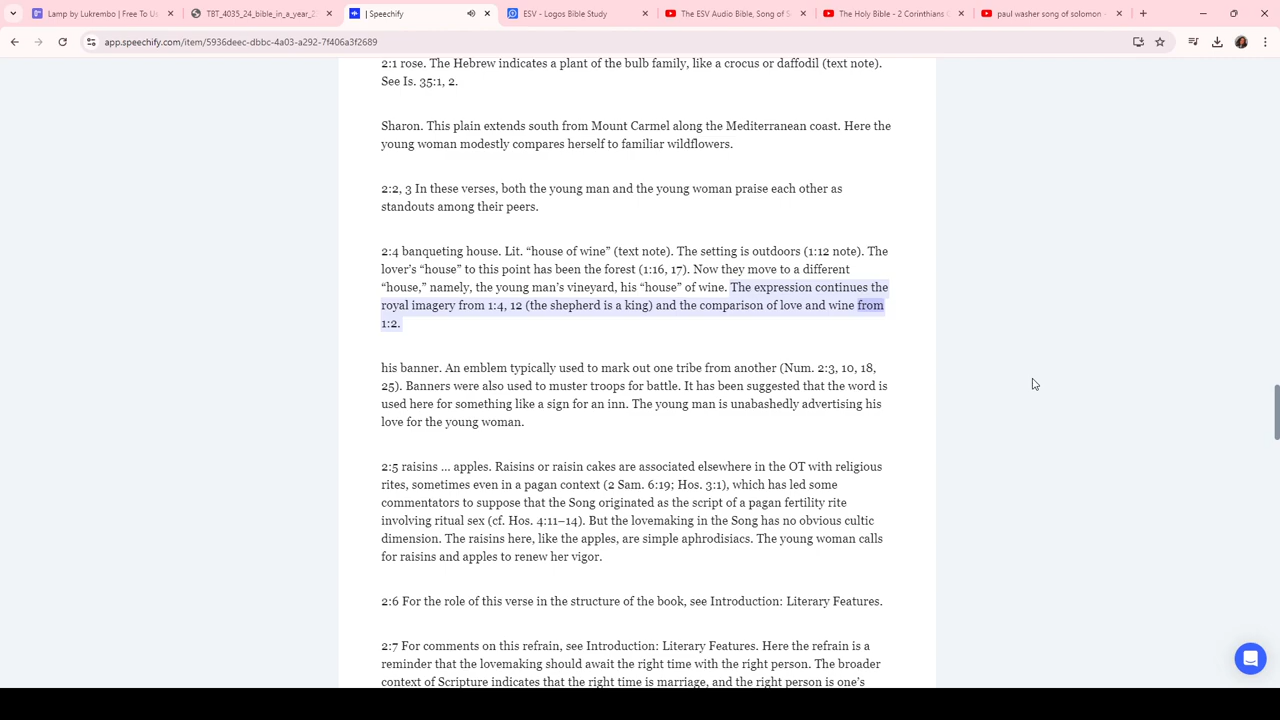 Lamp by Lukrembo | Free To Us
TBT_4035_24_bible_in_a_year_2
| Speechify
ESV - Logos Bible Study
The ESV Audio Bible, Song of S
The Holy Bible - 2 Corinthians
paul washer song of solomon -
app.speechify.com/item/5936deec-dbbc-4a03-a292-7f406a3f2689
2:1 rose. The Hebrew indicates a plant of the bulb family, like a crocus or daffodil (text note).
See Is. 35:1, 2.
Sharon. This plain extends south from Mount Carmel along the Mediterranean coast. Here the
young woman modestly compares herself to familiar wildflowers.
2:2, 3 In these verses, both the young man and the young woman praise each other as
standouts among their peers.
2:4 banqueting house. Lit. “house of wine” (text note). The setting is outdoors (1:12 note). The
lover’s “house” to this point has been the forest (1:16, 17). Now they move to a different
“house,” namely, the young man’s vineyard, his “house” of wine. The expression continues the
royal imagery from 1:4, 12 (the shepherd is a king) and the comparison of love and wine from
1:2.
his banner. An emblem typically used to mark out one tribe from another (Num. 2:3, 10, 18,
25). Banners were also used to muster troops for battle. It has been suggested that the word is
used here for something like a sign for an inn. The young man is unabashedly advertising his
love for the young woman.
2:5 raisins ... apples. Raisins or raisin cakes are associated elsewhere in the OT with religious
rites, sometimes even in a pagan context (2 Sam. 6:19; Hos. 3:1), which has led some
commentators to suppose that the Song originated as the script of a pagan fertility rite
involving ritual sex (cf. Hos. 4:11–14). But the lovemaking in the Song has no obvious cultic
dimension. The raisins here, like the apples, are simple aphrodisiacs. The young woman calls
for raisins and apples to renew her vigor.
2:6 For the role of this verse in the structure of the book, see Introduction: Literary Features.
2:7 For comments on this refrain, see Introduction: Literary Features. Here the refrain is a
reminder that the lovemaking should await the right time with the right person. The broader
context of Scripture indicates that the right time is marriage, and the right person is one’s